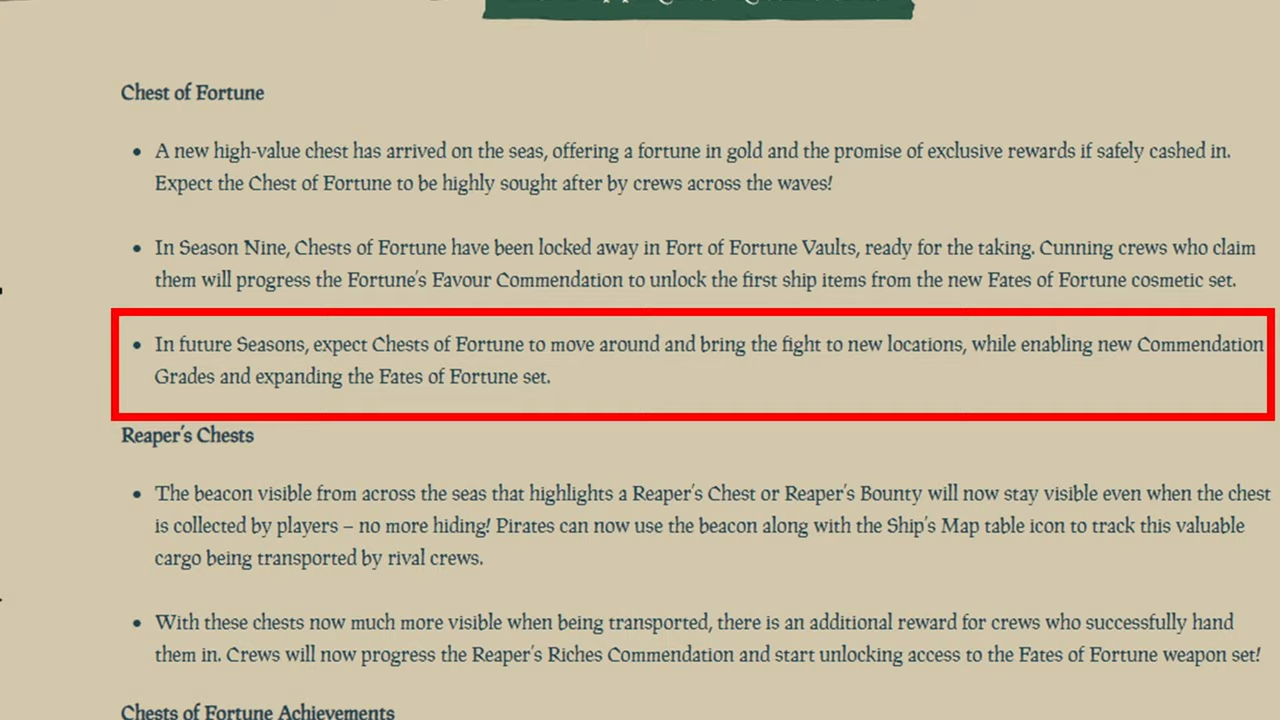 Chest of Fortune
• A new high-value chest has arrived on the seas, offering a fortune in gold and the promise of exclusive rewards if safely cashed in.
Expect the Chest of Fortune to be highly sought after by crews across the waves!
• In Season Nine, Chests of Fortune have been locked away in Fort of Fortune Vaults, ready for the taking. Cunning crews who claim
them will progress the Fortune's Favour Commendation to unlock the first ship items from the new Fates of Fortune cosmetic set.
• In future Seasons, expect Chests of Fortune to move around and bring the fight to new locations, while enabling new Commendation
Grades and expanding the Fates of Fortune set.
Reaper's Chests
• The beacon visible from across the seas that highlights a Reaper's Chest or Reaper's Bounty will now stay visible even when the chest
is collected by players – no more hiding! Pirates can now use the beacon along with the Ship's Map table icon to track this valuable
cargo being transported by rival crews.
• With these chests now much more visible when being transported, there is an additional reward for crews who successfully hand
them in. Crews will now progress the Reaper's Riches Commendation and start unlocking access to the Fates of Fortune weapon set!
Chests of Fortune Achievements